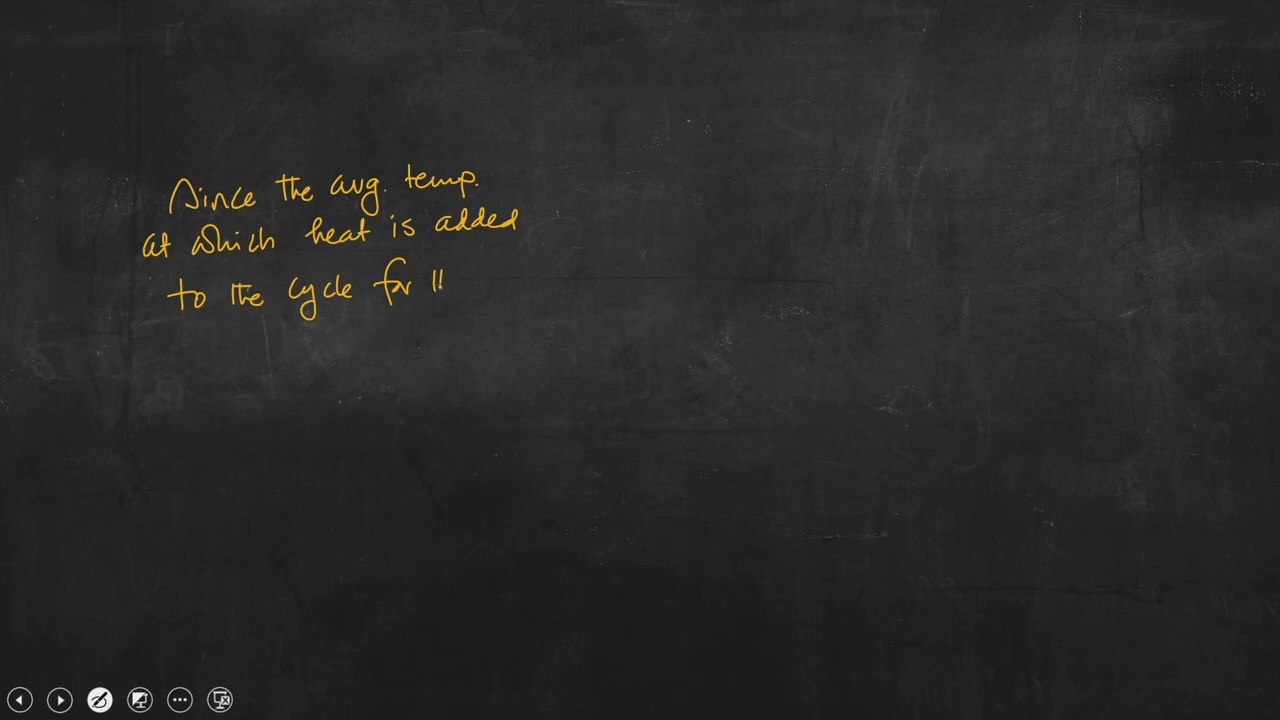 Since the avg. temp.
at which heat is added
to the cycle for